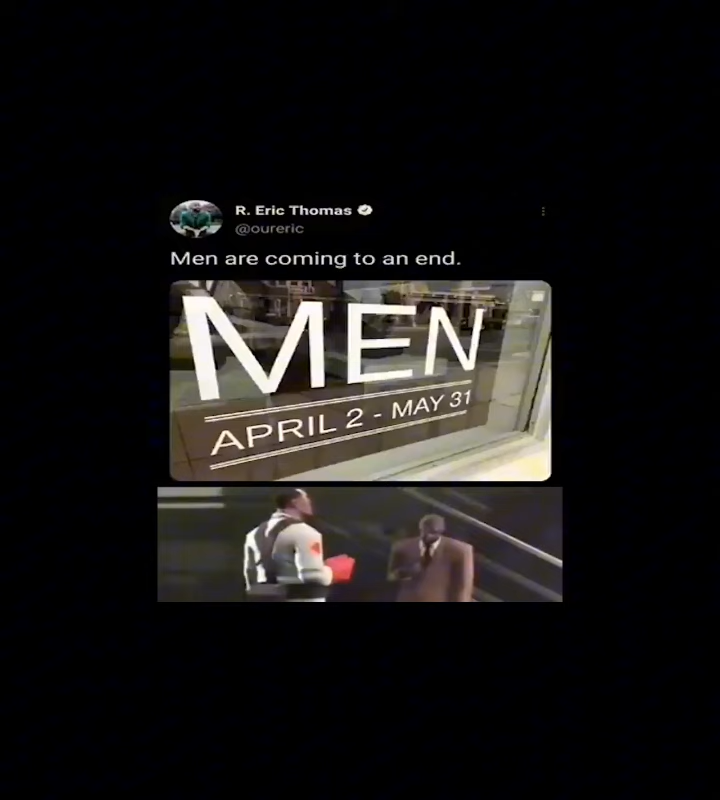 R. Eric Thomas
@oureric
Men are coming to an end.
MEN
APRIL 2 - MAY 31